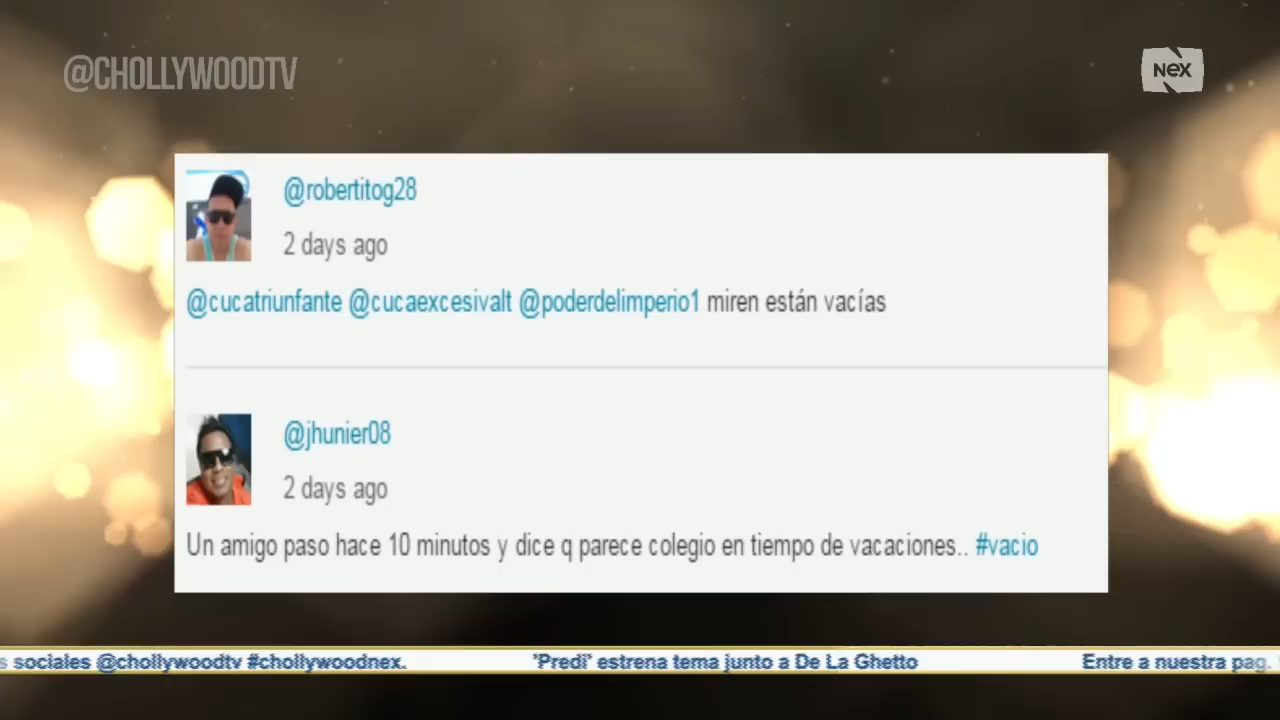 @CHOLLYWOODTV
NEX
@robertitog28
2 days ago
@cucatriunfante @cucaexcesivalt @poderdelimperio1 miren están vacías
@jhunier08
2 days ago
Un amigo paso hace 10 minutos y dice q parece colegio en tiempo de vacaciones.. #vacio
s sociales @chollywoodtv #chollywoodnex. 'Predi' estrena tema junto a De La Ghetto Entre a nuestra pag.